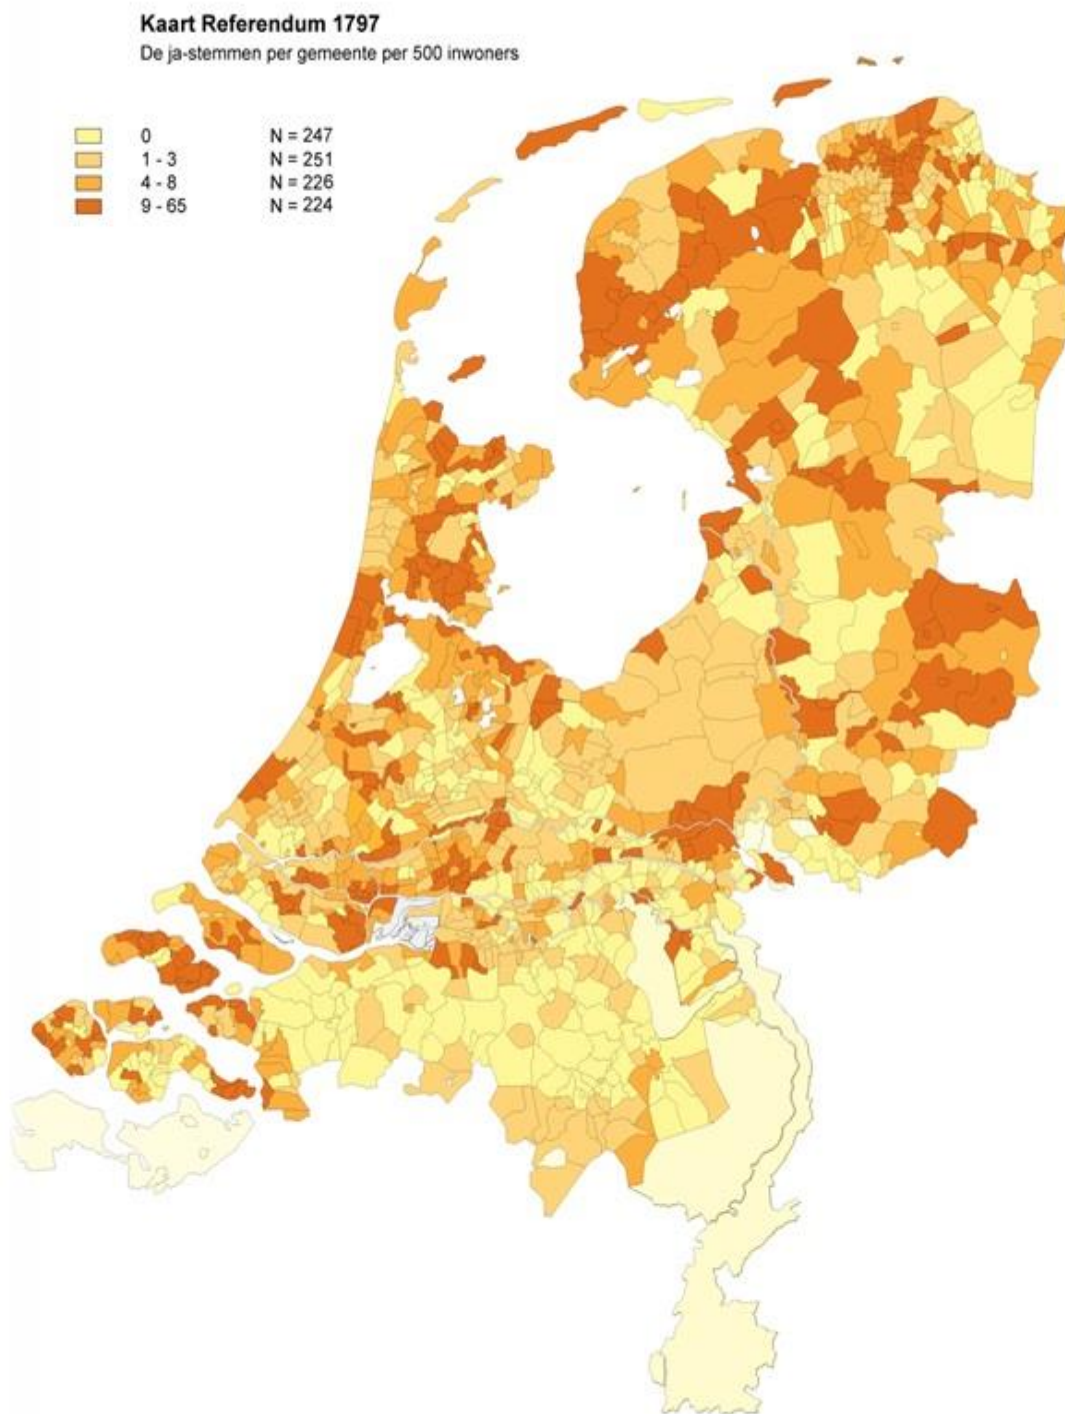 Kaart Referendum 1797
De ja-stemmen per gemeente per 500 inwoners
0 N = 247
1 - 3 N = 251
4 - 8 N = 226
9 - 65 N = 224